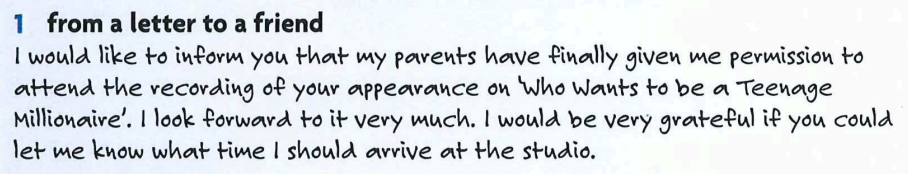 1 from a letter to a friend
I would like to inform you that my parents have finally given me permission to
attend the recording of your appearance on 'Who Wants to be a Teenage
Millionaire'. I look forward to it very much. I would be very grateful if you could
let me know what time I should arrive at the studio.